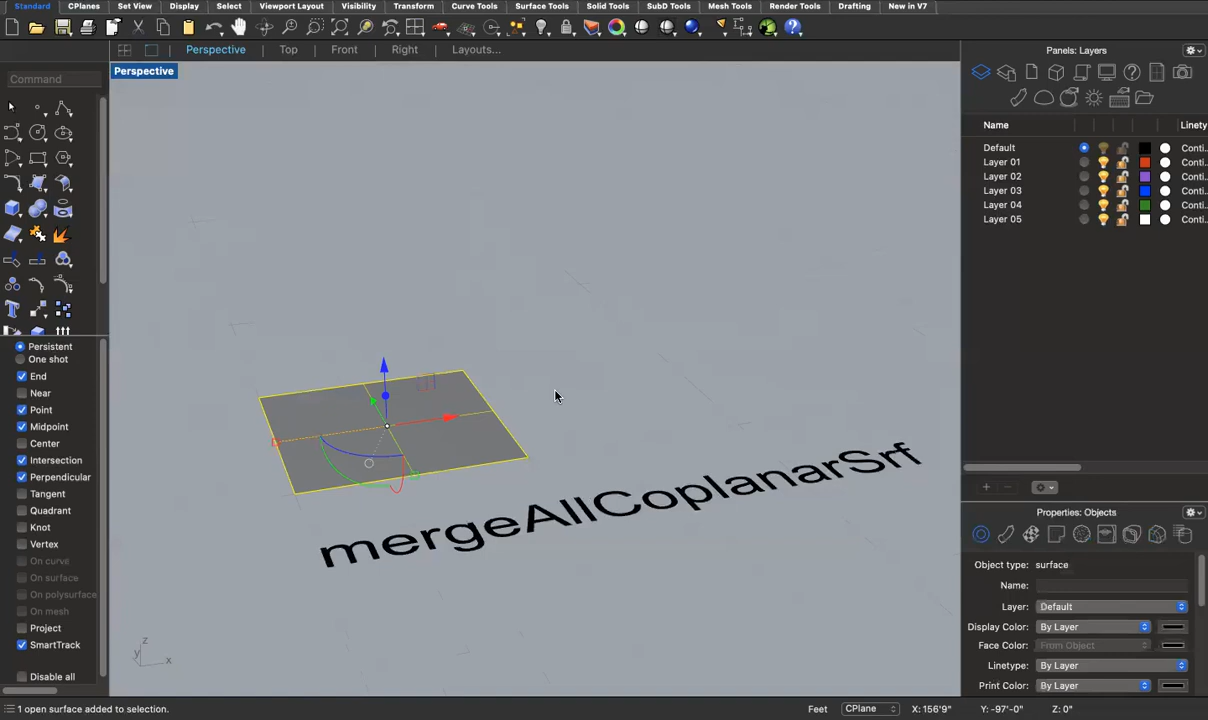 Standard CPlanes Set View Display Select Viewport Layout Visibility Transform Curve Tools Surface Tools Solid Tools SubD Tools Mesh Tools Render Tools Drafting New in V7
Perspective Top Front Right Layouts... Panels: Layers
Perspective
Command
Name Linety
Default Conti..
Layer 01 Conti..
Layer 02 Conti..
Layer 03 Conti..
Layer 04 Conti..
Layer 05 Conti..
Persistent
One shot
End
Near
Point
Midpoint
Center
Intersection
Perpendicular
Tangent
Quadrant
Knot
Vertex
On curve
On surface
On polysurface
On mesh
Project
SmartTrack
Disable all
mergeAllCoplanarSrf
z
y x
Properties: Objects
Object type: surface
Name:
Layer: Default
Display Color: By Layer
Face Color: From Object
Linetype: By Layer
Print Color: By Layer
1 open surface added to selection. Feet CPlane X: 156'9" Y: -97'-0" Z: 0"